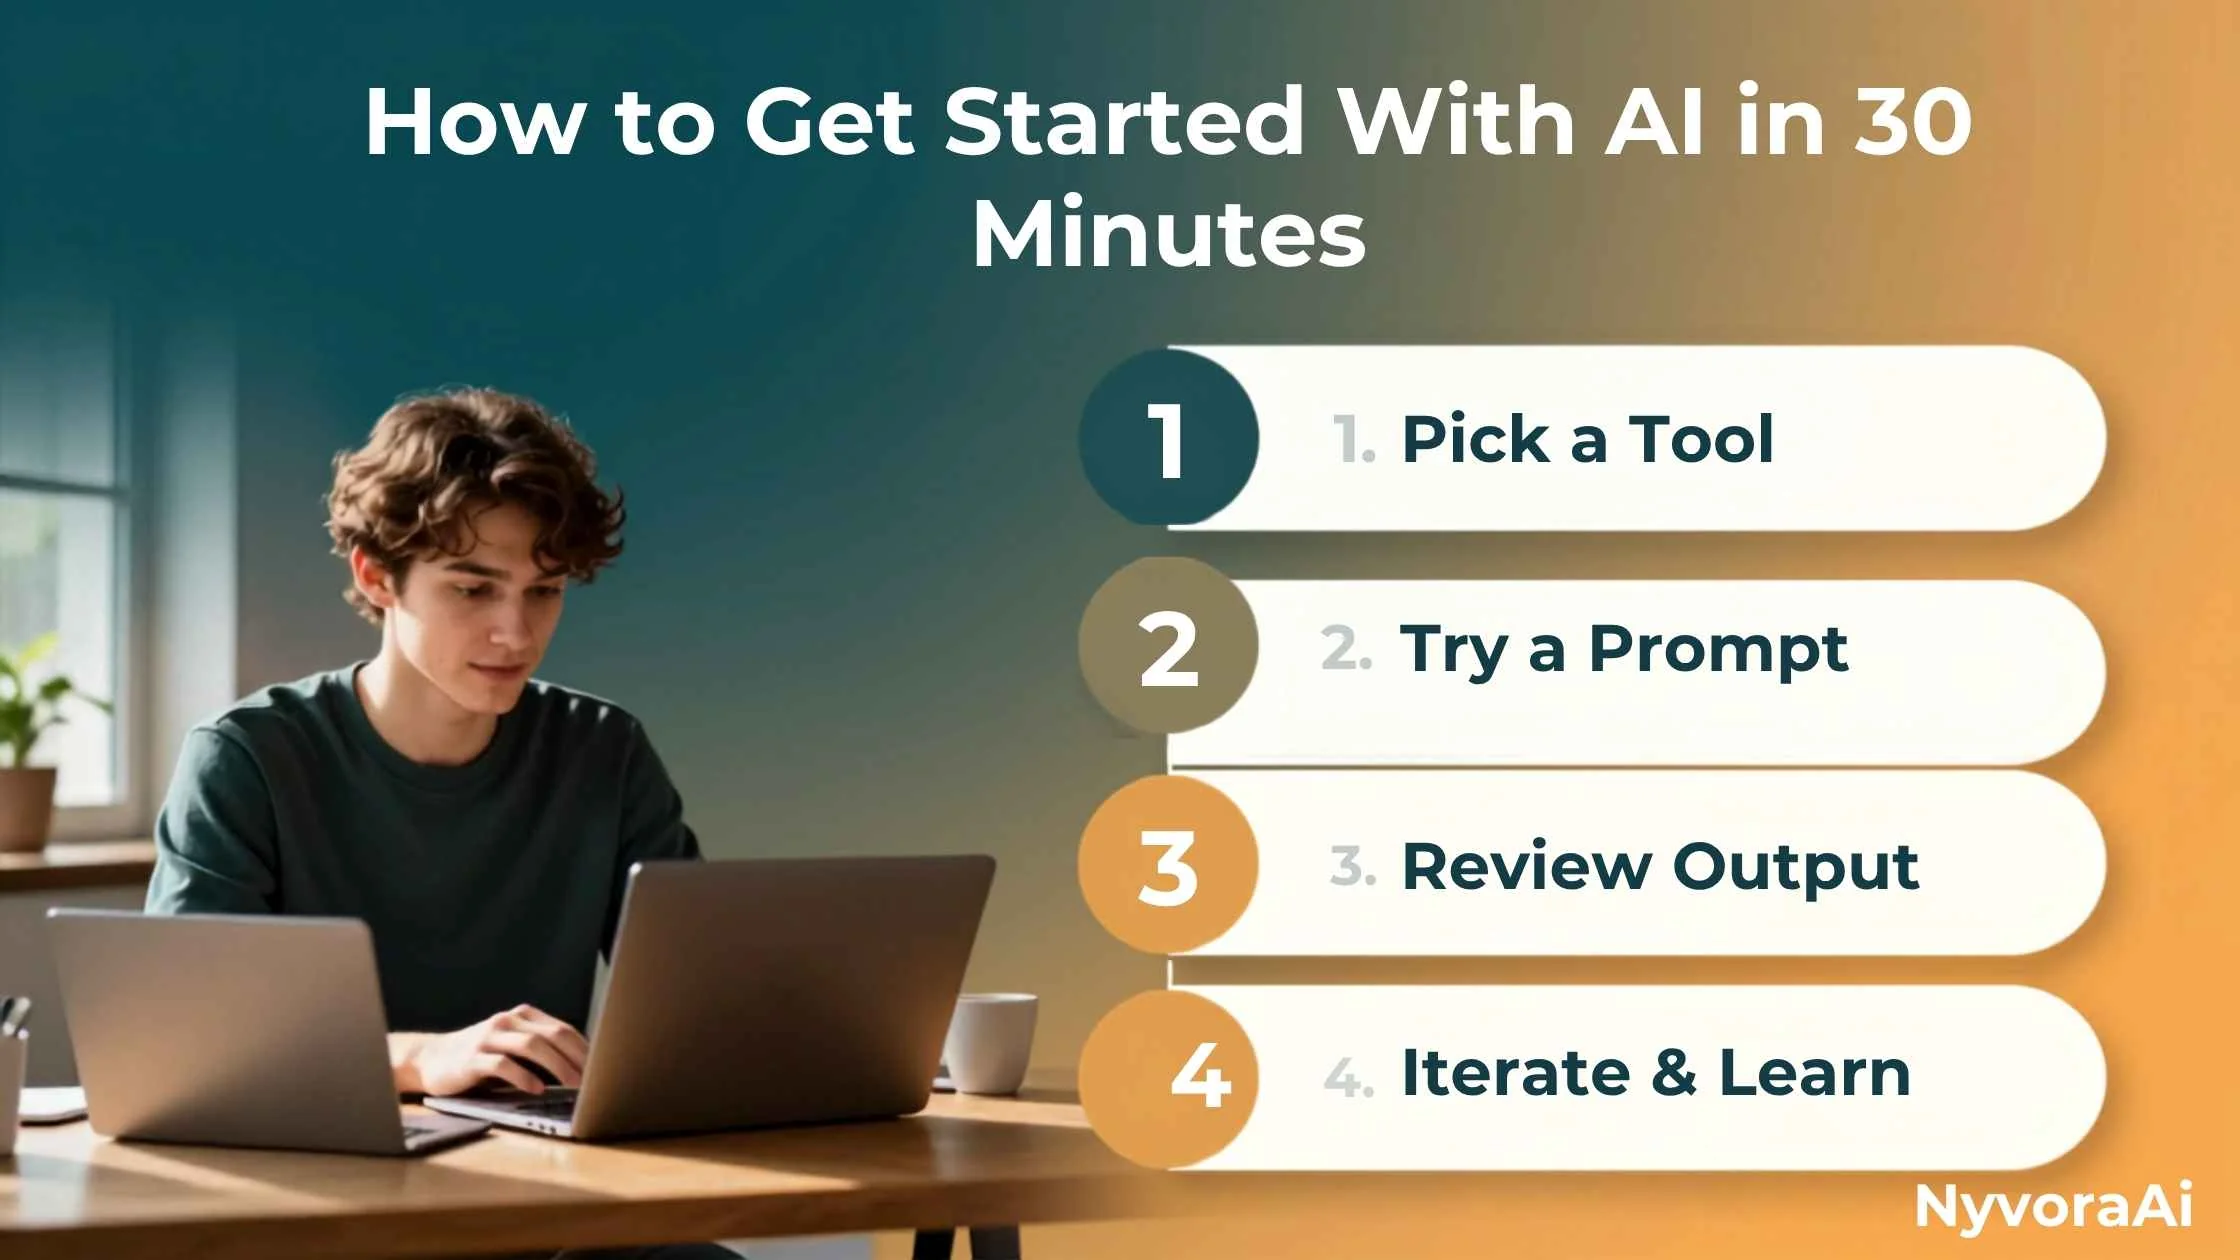 How to Get Started With AI in 30
Minutes
1 1. Pick a Tool
2 2. Try a Prompt
3 3. Review Output
4 4. Iterate & Learn
NyvoraAi